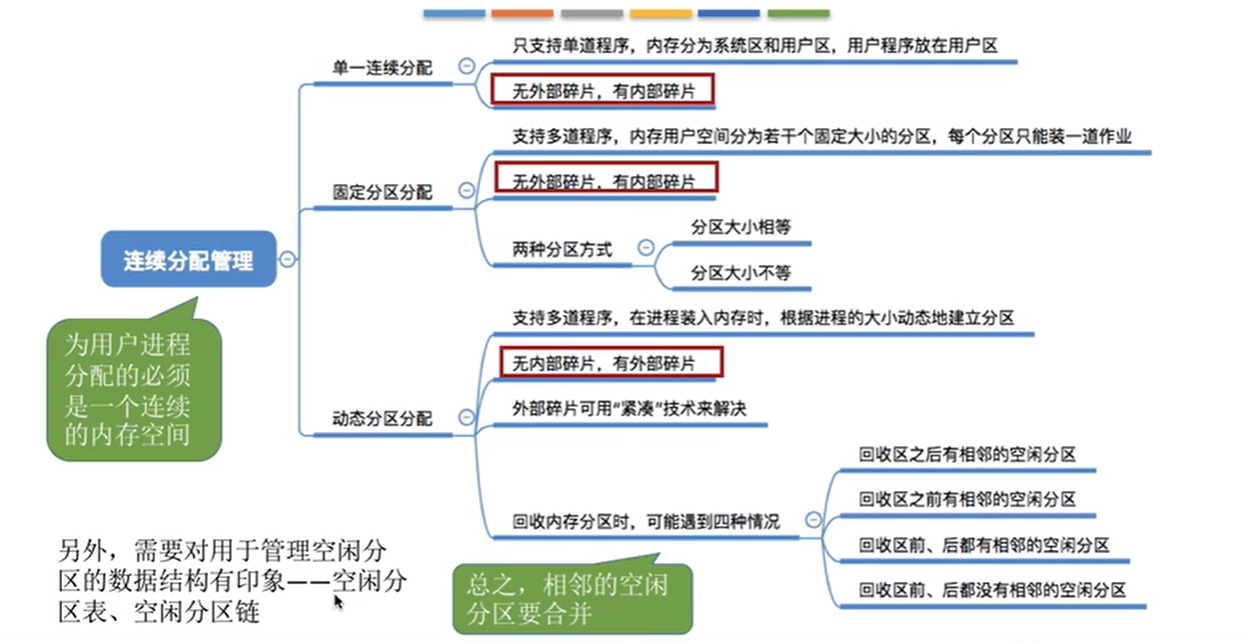 单一连续分配
只支持单道程序，内存分为系统区和用户区，用户程序放在用户区
无外部碎片，有内部碎片
固定分区分配
支持多道程序，内存用户空间分为若干个固定大小的分区，每个分区只能装一道作业
无外部碎片，有内部碎片
两种分区方式
分区大小相等
分区大小不等
连续分配管理
为用户进程
分配的必须
是一个连续
的内存空间
动态分区分配
支持多道程序，在进程装入内存时，根据进程的大小动态地建立分区
无内部碎片，有外部碎片
外部碎片可用“紧凑”技术来解决
回收内存分区时，可能遇到四种情况
回收区之后有相邻的空闲分区
回收区之前有相邻的空闲分区
回收区前、后都有相邻的空闲分区
回收区前、后都没有相邻的空闲分区
总之，相邻的空闲
分区要合并
另外，需要对用于管理空闲分
区的数据结构有印象——空闲分
区表、空闲分区链